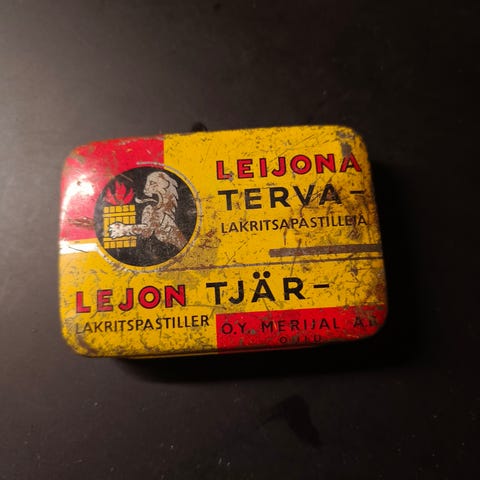 LEIJONA
TERVA-
LAKRITSAPASTILLEJA
LEJON TJÄR-
LAKRITSPASTILLER
O.Y. MERIJAL A.B.
OULU